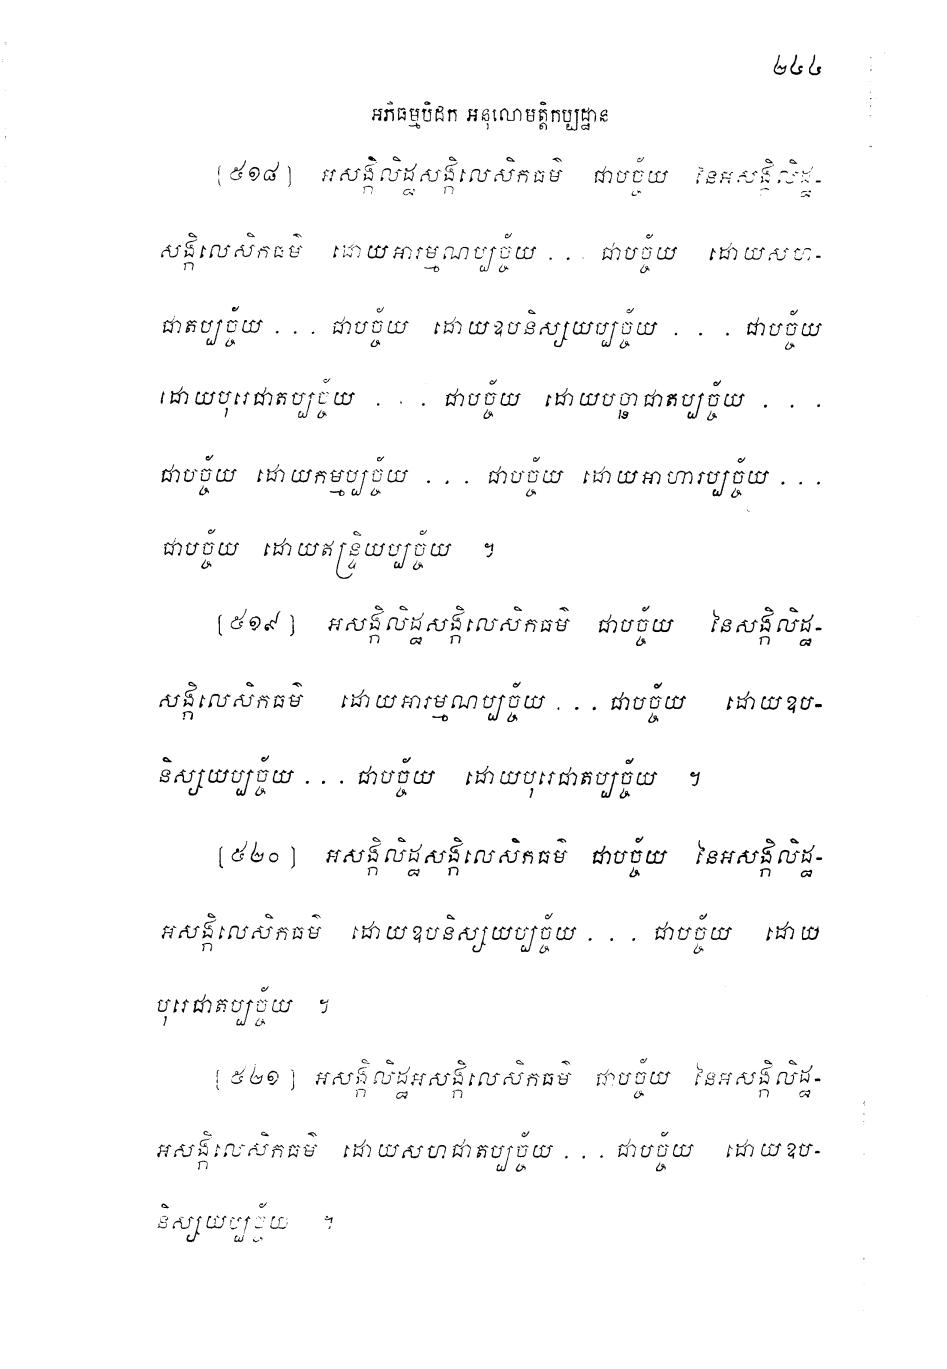 ២៤៤
អភិធម្មបិដក អនុលោមត្តិកប្បដ្ឋាន
[៥១៨] អសង្កិលិដ្ឋសង្កិលេសិកធម៌ ជាបច្ច័យ នៃអសង្កិលិដ្ឋ-
សង្កិលេសិកធម៌ ដោយអារម្មណប្បច្ច័យ . . . ជាបច្ច័យ ដោយសហ-
ជាតប្បច្ច័យ . . . ជាបច្ច័យ ដោយឧបនិស្សយប្បច្ច័យ . . . ជាបច្ច័យ
ដោយបុរេជាតប្បច្ច័យ . . . ជាបច្ច័យ ដោយបច្ឆាជាតប្បច្ច័យ . . .
ជាបច្ច័យ ដោយកម្មប្បច្ច័យ . . . ជាបច្ច័យ ដោយអាហារប្បច្ច័យ . . .
ជាបច្ច័យ ដោយឥន្ទ្រិយប្បច្ច័យ ។
[៥១៩] អសង្កិលិដ្ឋសង្កិលេសិកធម៌ ជាបច្ច័យ នៃសង្កិលិដ្ឋ-
សង្កិលេសិកធម៌ ដោយអារម្មណប្បច្ច័យ . . . ជាបច្ច័យ ដោយឧប-
និស្សយប្បច្ច័យ . . . ជាបច្ច័យ ដោយបុរេជាតប្បច្ច័យ ។
[៥២០] អសង្កិលិដ្ឋសង្កិលេសិកធម៌ ជាបច្ច័យ នៃអសង្កិលិដ្ឋ-
អសង្កិលេសិកធម៌ ដោយឧបនិស្សយប្បច្ច័យ . . . ជាបច្ច័យ ដោយ
បុរេជាតប្បច្ច័យ ។
[៥២១] អសង្កិលិដ្ឋអសង្កិលេសិកធម៌ ជាបច្ច័យ នៃអសង្កិលិដ្ឋ-
អសង្កិលេសិកធម៌ ដោយសហជាតប្បច្ច័យ . . . ជាបច្ច័យ ដោយឧប-
និស្សយប្បច្ច័យ ។